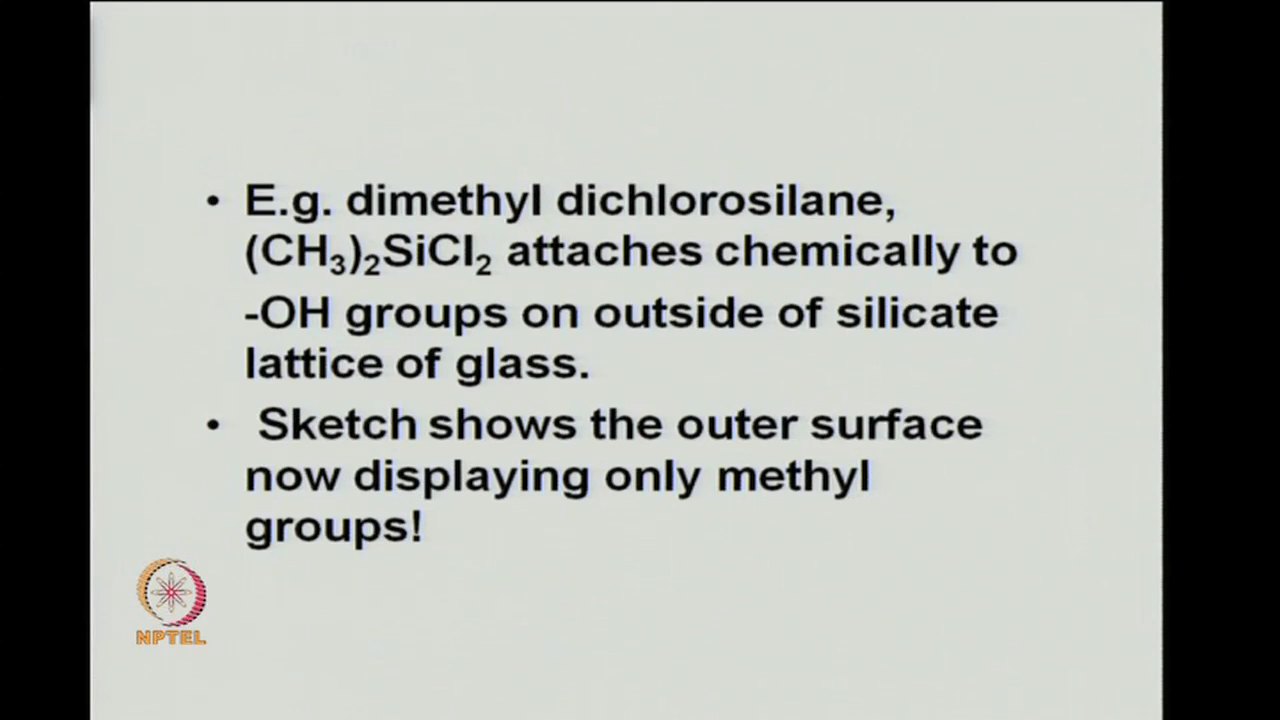 • E.g. dimethyl dichlorosilane,
(CH₃)₂SiCl₂ attaches chemically to
-OH groups on outside of silicate
lattice of glass.
• Sketch shows the outer surface
now displaying only methyl
groups!
NPTEL